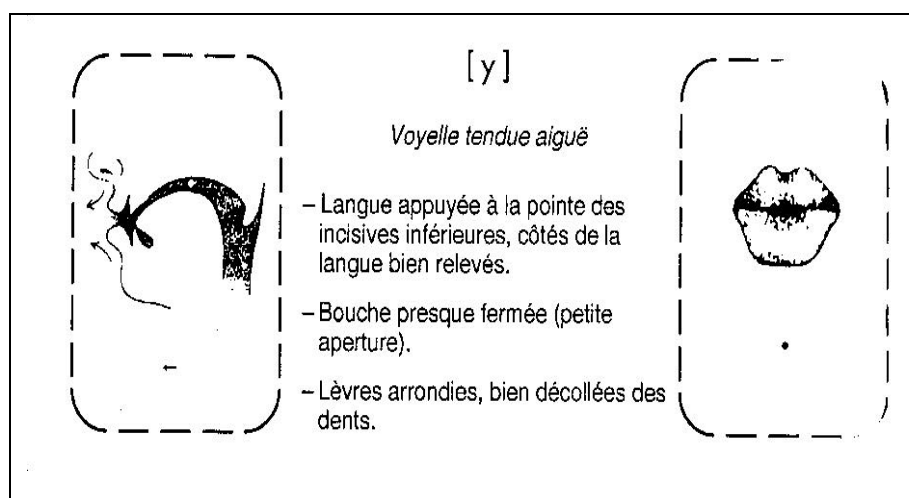 [y]
Voyelle tendue aiguë
– Langue appuyée à la pointe des
incisives inférieures, côtés de la
langue bien relevés.
– Bouche presque fermée (petite
aperture).
– Lèvres arrondies, bien décollées des
dents.